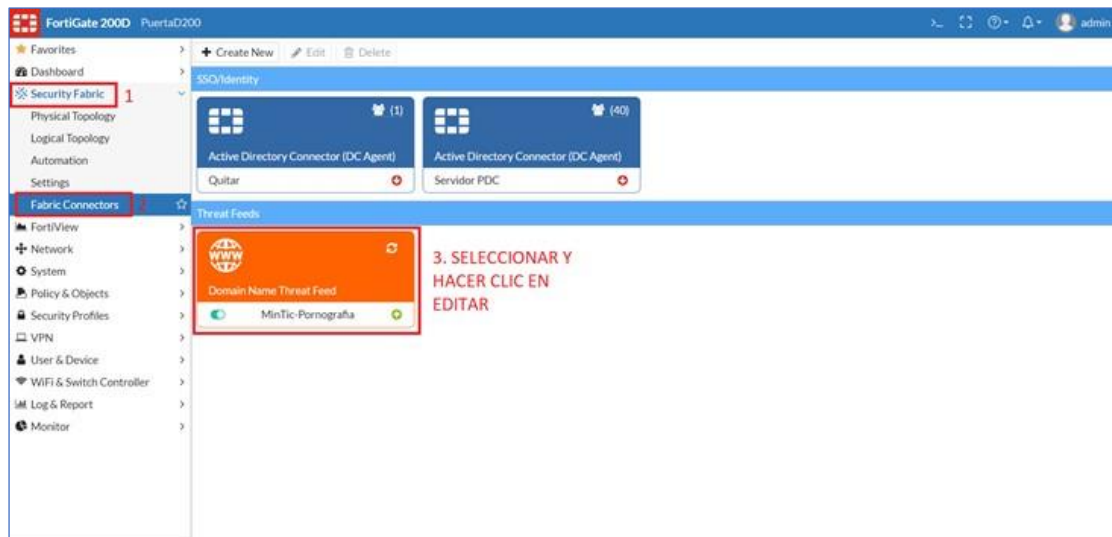 FortiGate 200D PuertaD200
admin
Favorites
Dashboard
Security Fabric 1
Physical Topology
Logical Topology
Automation
Settings
Fabric Connectors 2
FortiView
Network
System
Policy & Objects
Security Profiles
VPN
User & Device
WiFi & Switch Controller
Log & Report
Monitor
+ Create New Edit Delete
SSO/Identity
(1)
Active Directory Connector (DC Agent)
Quitar
(40)
Active Directory Connector (DC Agent)
Servidor PDC
Threat Feeds
www
Domain Name Threat Feed
MinTic-Pornografia
3. SELECCIONAR Y
HACER CLIC EN
EDITAR